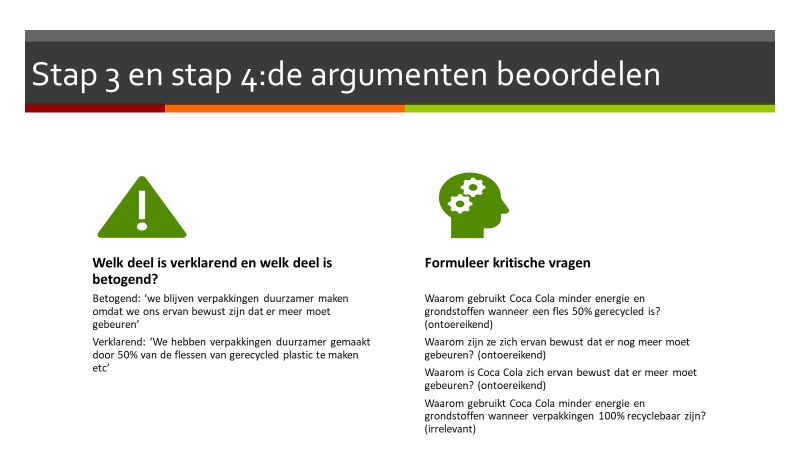 Stap 3 en stap 4:de argumenten beoordelen
Welk deel is verklarend en welk deel is
betogend?
Betogend: ‘we blijven verpakkingen duurzamer maken
omdat we ons ervan bewust zijn dat er meer moet
gebeuren’
Verklarend: ‘We hebben verpakkingen duurzamer gemaakt
door 50% van de flessen van gerecyled plastic te maken
etc’
Formuleer kritische vragen
Waarom gebruikt Coca Cola minder energie en
grondstoffen wanneer een fles 50% gerecycled is?
(ontoereikend)
Waarom zijn ze zich ervan bewust dat er nog meer moet
gebeuren? (ontoereikend)
Waarom is Coca Cola zich ervan bewust dat er meer moet
gebeuren? (ontoereikend)
Waarom gebruikt Coca Cola minder energie en
grondstoffen wanneer verpakkingen 100% recyclebaar zijn?
(irrelevant)